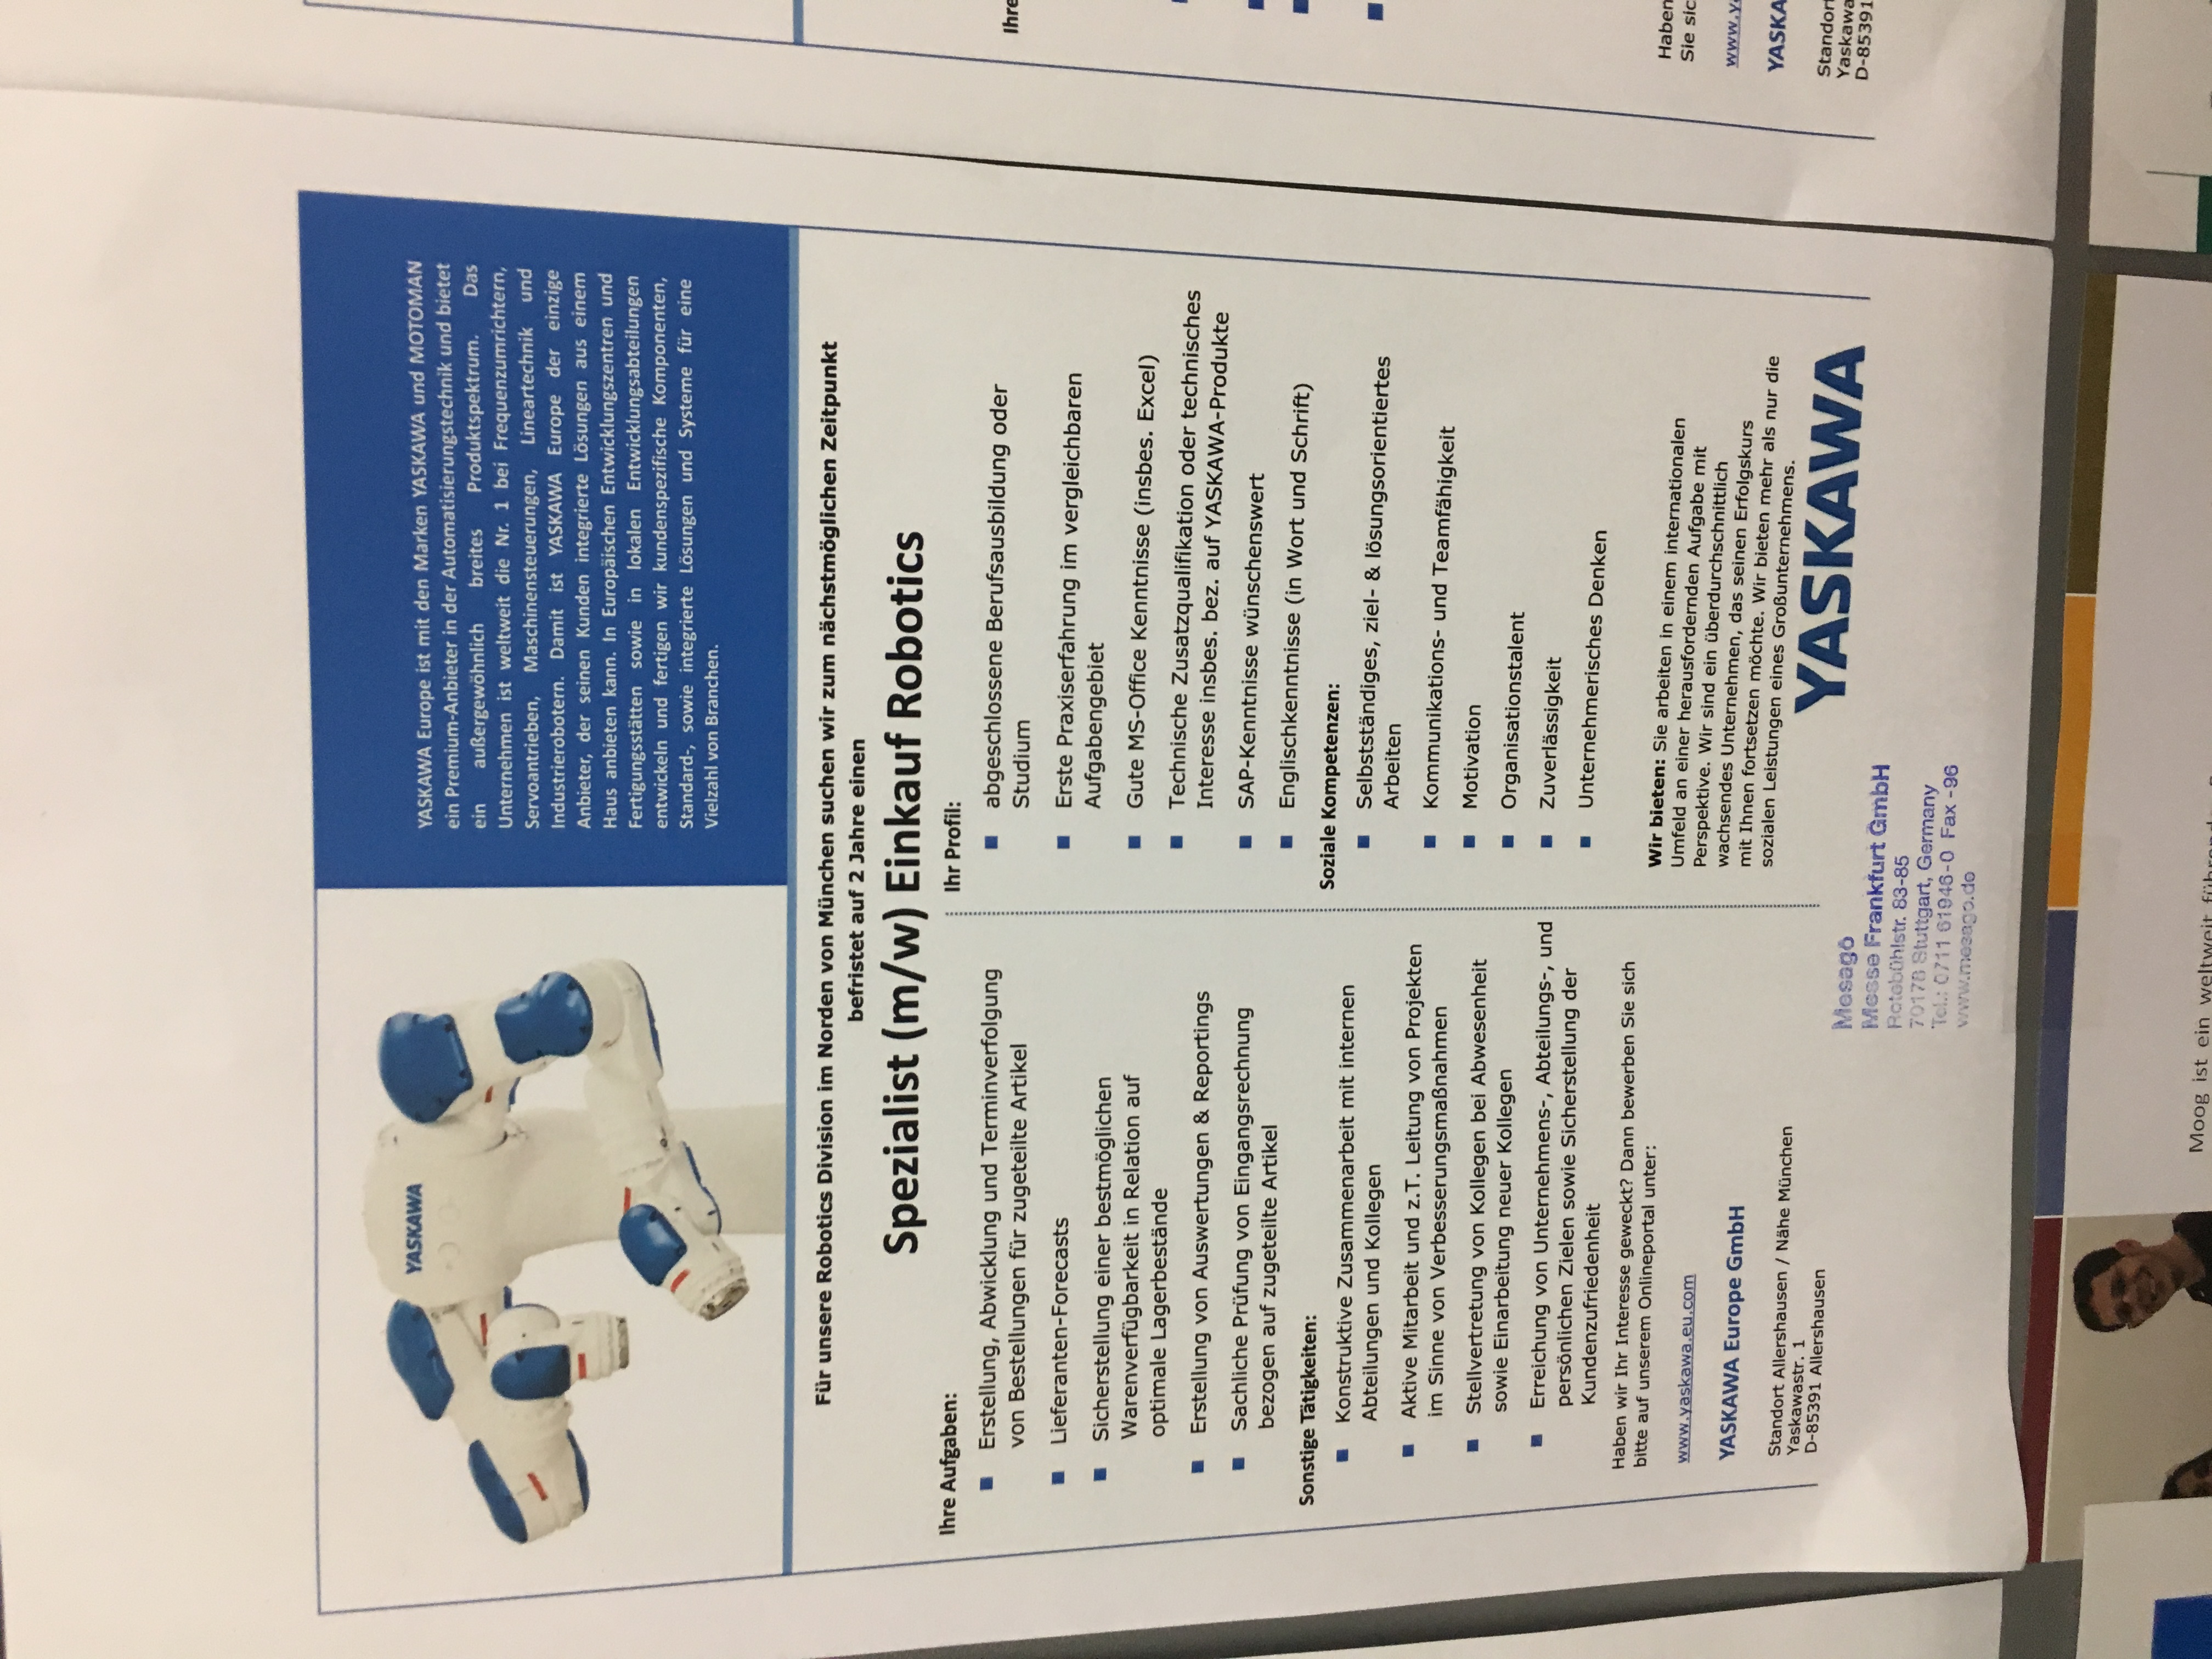 YASKAWA
YASKAWA Europe ist mit den Marken YASKAWA und MOTOMAN
ein Premium-Anbieter in der Automatisierungstechnik und bietet
ein außergewöhnlich breites Produktspektrum. Das
Unternehmen ist weltweit die Nr. 1 bei Frequenzumrichtern,
Servoantrieben, Maschinensteuerungen, Lineartechnik und
Industrierobotern. Damit ist YASKAWA Europe der einzige
Anbieter, der seinen Kunden integrierte Lösungen aus einem
Haus anbieten kann. In Europäischen Entwicklungszentren und
Fertigungsstätten sowie in lokalen Entwicklungsabteilungen
entwickeln und fertigen wir kundenspezifische Komponenten,
Standard-, sowie integrierte Lösungen und Systeme für eine
Vielzahl von Branchen.
Für unsere Robotics Division im Norden von München suchen wir zum nächstmöglichen Zeitpunkt
befristet auf 2 Jahre einen
Spezialist (m/w) Einkauf Robotics
Ihre Aufgaben:
Erstellung, Abwicklung und Terminverfolgung
von Bestellungen für zugeteilte Artikel
Lieferanten-Forecasts
Sicherstellung einer bestmöglichen
Warenverfügbarkeit in Relation auf
optimale Lagerbestände
Erstellung von Auswertungen & Reportings
Sachliche Prüfung von Eingangsrechnung
bezogen auf zugeteilte Artikel
Sonstige Tätigkeiten:
Konstruktive Zusammenarbeit mit internen
Abteilungen und Kollegen
Aktive Mitarbeit und z.T. Leitung von Projekten
im Sinne von Verbesserungsmaßnahmen
Stellvertretung von Kollegen bei Abwesenheit
sowie Einarbeitung neuer Kollegen
Erreichung von Unternehmens-, Abteilungs-, und
persönlichen Zielen sowie Sicherstellung der
Kundenzufriedenheit
Haben wir Ihr Interesse geweckt? Dann bewerben Sie sich
bitte auf unserem Onlineportal unter:
www.yaskawa.eu.com
YASKAWA Europe GmbH
Standort Allershausen / Nähe München
Yaskawastr. 1
D-85391 Allershausen
Ihr Profil:
abgeschlossene Berufsausbildung oder
Studium
Erste Praxiserfahrung im vergleichbaren
Aufgabengebiet
Gute MS-Office Kenntnisse (insbes. Excel)
Technische Zusatzqualifikation oder technisches
Interesse insbes. bez. auf YASKAWA-Produkte
SAP-Kenntnisse wünschenswert
Englischkenntnisse (in Wort und Schrift)
Soziale Kompetenzen:
Selbstständiges, ziel- & lösungsorientiertes
Arbeiten
Kommunikations- und Teamfähigkeit
Motivation
Organisationstalent
Zuverlässigkeit
Unternehmerisches Denken
Wir bieten: Sie arbeiten in einem internationalen
Umfeld an einer herausfordernden Aufgabe mit
Perspektive. Wir sind ein überdurchschnittlich
wachsendes Unternehmen, das seinen Erfolgskurs
mit Ihnen fortsetzen möchte. Wir bieten mehr als nur die
sozialen Leistungen eines Großunternehmens.
YASKAWA
Mesago
Messe Frankfurt GmbH
Rotebühlstr. 83-85
70178 Stuttgart, Germany
Tel.: 0711 61946-0 Fax -96
www.mesago.de
Ihre
Haben
Sie sic
www.ya
YASKA
Standort
Yaskawa
D-85391
Moog ist ein weltweit